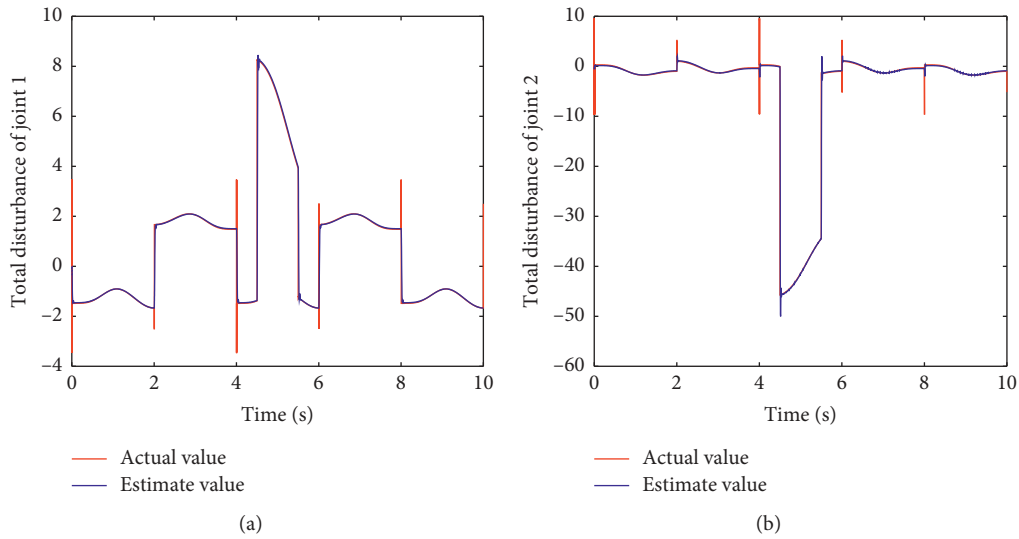 10
8
6
4
2
0
−2
−4
Total disturbance of joint 1
0 2 4 6 8 10
Time (s)
Actual value
Estimate value
(a)
10
0
−10
−20
−30
−40
−50
−60
Total disturbance of joint 2
0 2 4 6 8 10
Time (s)
Actual value
Estimate value
(b)